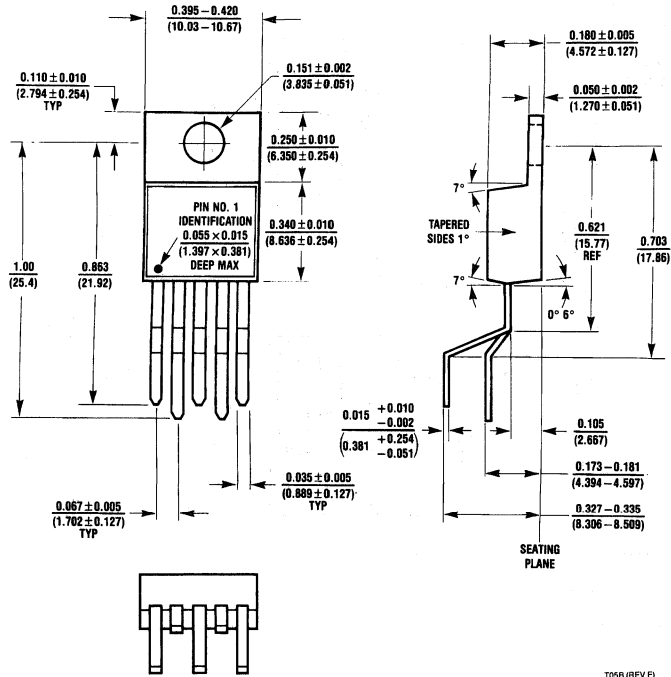 0.395 – 0.420
(10.03 – 10.67)
0.110 ± 0.010
(2.794 ± 0.254)
TYP
0.151 ± 0.002
(3.835 ± 0.051)
0.250 ± 0.010
(6.350 ± 0.254)
PIN NO. 1
IDENTIFICATION
0.055 × 0.015
(1.397 × 0.381)
DEEP MAX
0.340 ± 0.010
(8.636 ± 0.254)
1.00
(25.4)
0.863
(21.92)
0.067 ± 0.005
(1.702 ± 0.127)
TYP
0.035 ± 0.005
(0.889 ± 0.127)
TYP
0.180 ± 0.005
(4.572 ± 0.127)
0.050 ± 0.002
(1.270 ± 0.051)
7°
TAPERED
SIDES 1°
0.621
(15.77)
REF
0.703
(17.86)
7°
0° 6°
0.015 +0.010 −0.002
(0.381 +0.254 −0.051)
0.105
(2.667)
0.173 – 0.181
(4.394 – 4.597)
0.327 – 0.335
(8.306 – 8.509)
SEATING
PLANE
T05B (REV F)